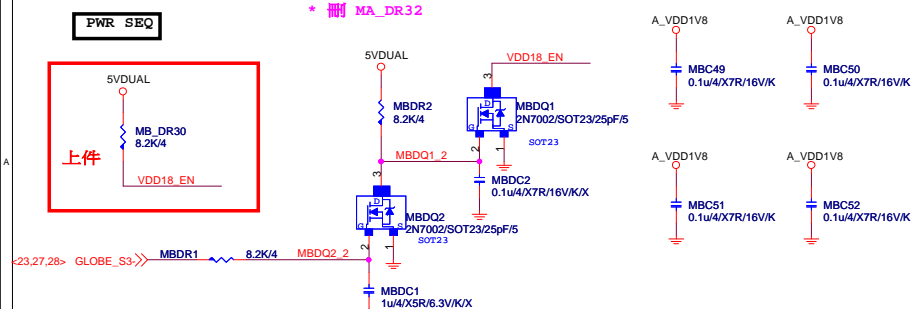 * 删 MA_DR32
PWR SEQ
5VDUAL
MB_DR30
8.2K/4
上件
VDD18_EN
A
5VDUAL
MBDR2
8.2K/4
VDD18_EN
3
D
G
S
MBDQ1
2N7002/SOT23/25pF/5
SOT23
2
1
MBDQ1_2
MBDC2
0.1u/4/X7R/16V/K/X
3
D
G
S
MBDQ2
2N7002/SOT23/25pF/5
SOT23
2
1
<23,27,28>
GLOBE_S3-
MBDR1
8.2K/4
MBDQ2_2
MBDC1
1u/4/X5R/6.3V/K/X
A_VDD1V8
MBC49
0.1u/4/X7R/16V/K
A_VDD1V8
MBC50
0.1u/4/X7R/16V/K
A_VDD1V8
MBC51
0.1u/4/X7R/16V/K
A_VDD1V8
MBC52
0.1u/4/X7R/16V/K